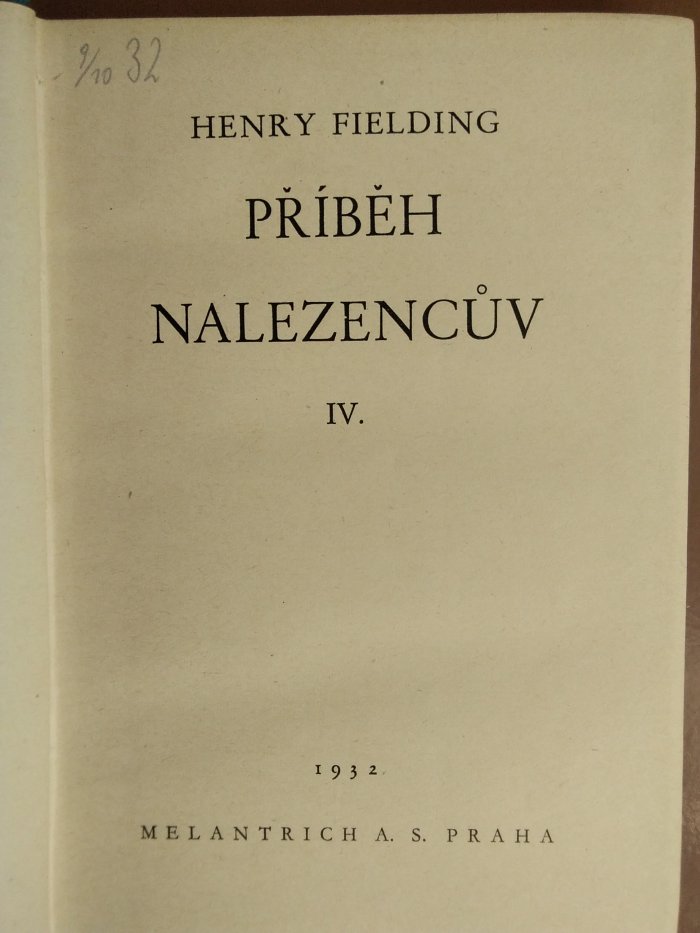 9/10 32
HENRY FIELDING
PŘÍBĚH
NALEZENCŮV
IV.
1932
MELANTRICH A. S. PRAHA